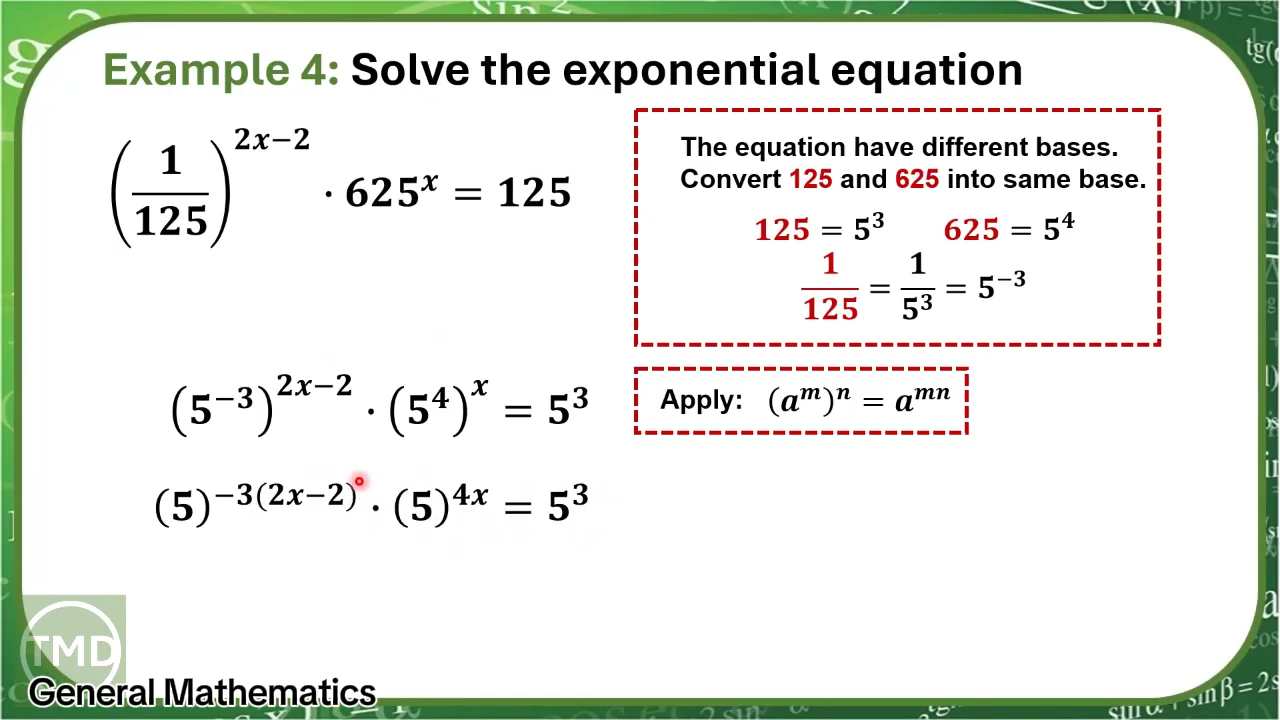 Example 4: Solve the exponential equation
(1/125)^{2x−2} · 625^x = 125
The equation have different bases.
Convert 125 and 625 into same base.
125 = 5^3 625 = 5^4
1/125 = 1/5^3 = 5^{−3}
(5^{−3})^{2x−2} · (5^4)^x = 5^3
Apply: (a^m)^n = a^{mn}
(5)^{−3(2x−2)} · (5)^{4x} = 5^3
TMD
General Mathematics
sinβ = 2s